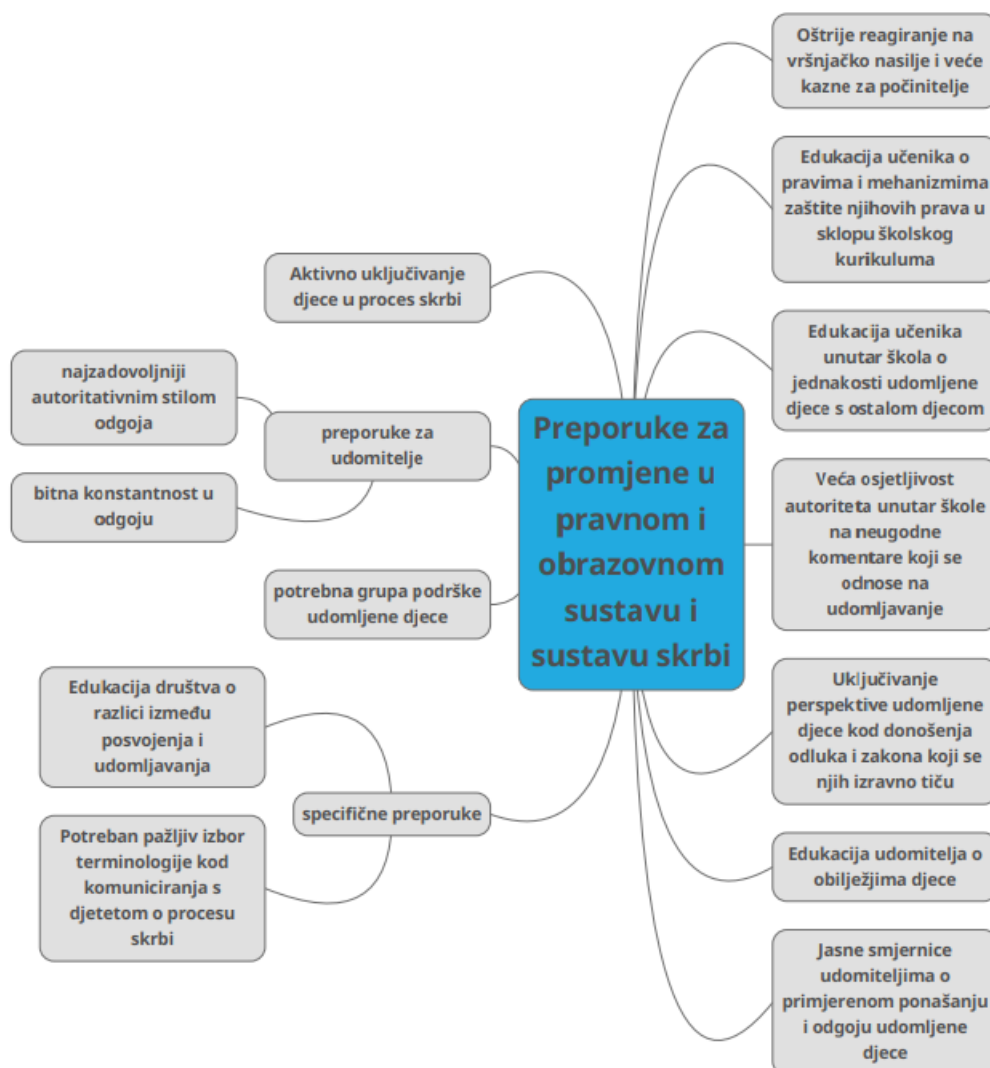 Oštrije reagiranje na
vršnjačko nasilje i veće
kazne za počinitelje
Edukacija učenika o
pravima i mehanizmima
zaštite njihovih prava u
sklopu školskog
kurikuluma
Aktivno uključivanje
djece u proces skrbi
Edukacija učenika
unutar škola o
jednakosti udomljene
djece s ostalom djecom
najzadovoljniji
autoritativnim stilom
odgoja
preporuke za
udomitelje
bitna konstantnost u
odgoju
Preporuke za
promjene u
pravnom i
obrazovnom
sustavu i
sustavu skrbi
Veća osjetljivost
autoriteta unutar škole
na neugodne
komentare koji se
odnose na
udomljavanje
potrebna grupa podrške
udomljene djece
Edukacija društva o
razlici između
posvojenja i
udomljavanja
Uključivanje
perspektive udomljene
djece kod donošenja
odluka i zakona koji se
njih izravno tiču
specifične preporuke
Potreban pažljiv izbor
terminologije kod
komuniciranja s
djetetom o procesu
skrbi
Edukacija udomitelja o
obilježjima djece
Jasne smjernice
udomiteljima o
primjerenom ponašanju
i odgoju udomljene
djece